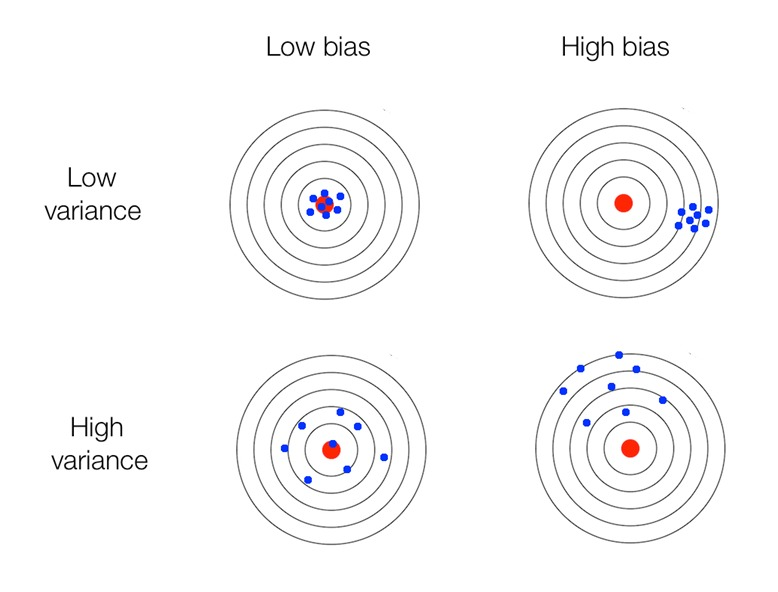 Low bias
High bias
Low
variance
High
variance